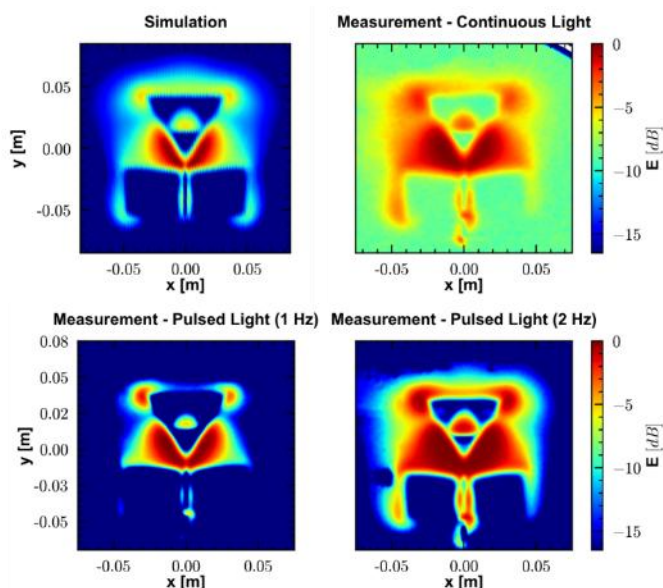 Simulation
Measurement - Continuous Light
0.05
0.00
-0.05
y [m]
-0.05
0.00
0.05
x [m]
-0.05
0.00
0.05
x [m]
0
−5
−10
−15
E [dB]
Measurement - Pulsed Light (1 Hz)
Measurement - Pulsed Light (2 Hz)
0.08
0.05
0.02
0.00
-0.03
-0.05
y [m]
-0.05
0.00
0.05
x [m]
-0.05
0.00
0.05
x [m]
0
−5
−10
−15
E [dB]